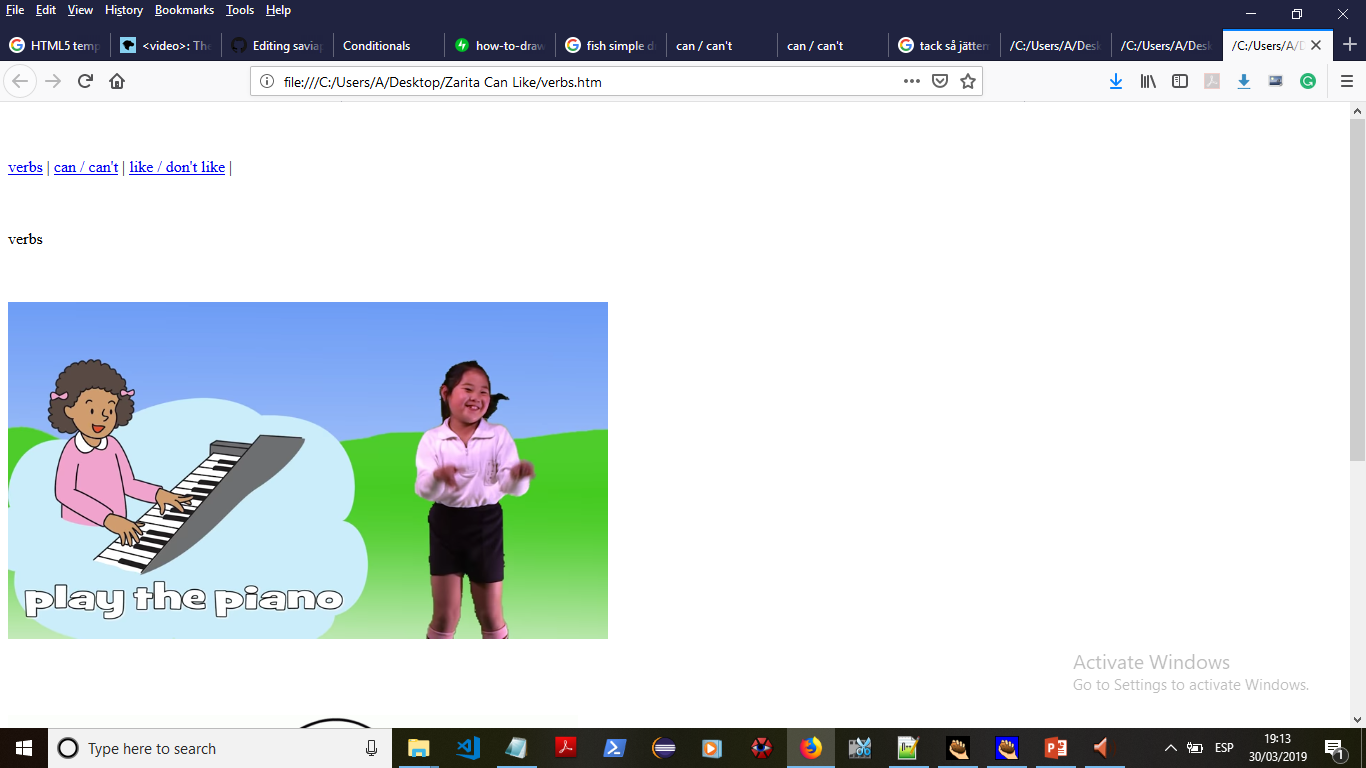 File Edit View History Bookmarks Tools Help
HTML5 temp <video>: The Editing saviap Conditionals how-to-draw fish simple d can / can't can / can't tack så jättem /C:/Users/A/Desk /C:/Users/A/Desk /C:/Users/A/D
file:///C:/Users/A/Desktop/Zarita Can Like/verbs.htm
verbs | can / can't | like / don't like |
verbs
play the piano
Activate Windows
Go to Settings to activate Windows.
Type here to search
ESP
19:13
30/03/2019
1